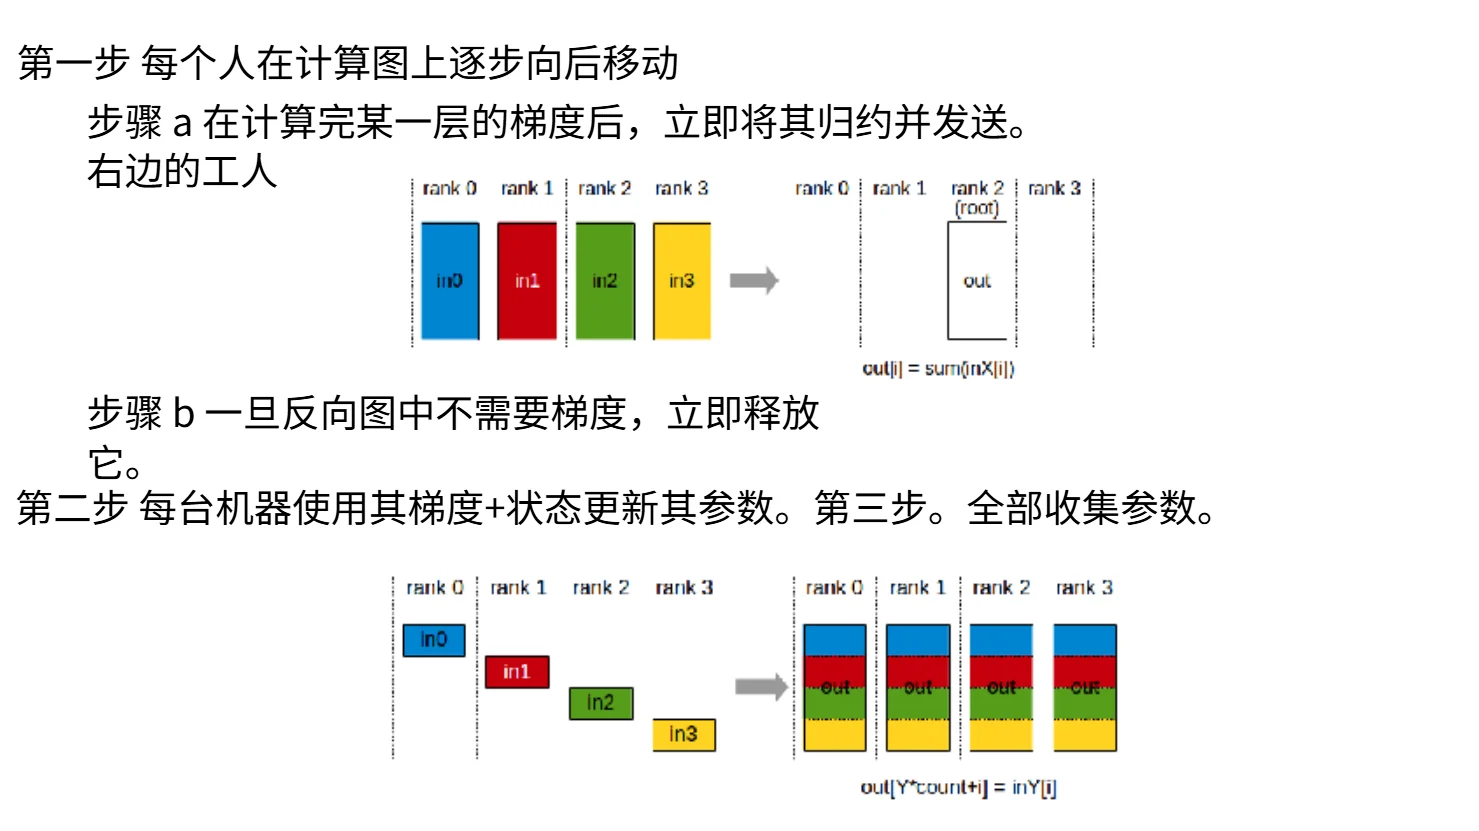 第一步 每个人在计算图上逐步向后移动
步骤 a 在计算完某一层的梯度后，立即将其归约并发送。
右边的工人
rank 0 rank 1 rank 2 rank 3 rank 0 rank 1 rank 2 rank 3
(root)
in0 in1 in2 in3 out
out[i] = sum(inX[i])
步骤 b 一旦反向图中不需要梯度，立即释放
它。
第二步 每台机器使用其梯度+状态更新其参数。第三步。全部收集参数。
rank 0 rank 1 rank 2 rank 3 rank 0 rank 1 rank 2 rank 3
in0
in1
out out out out
in2
in3
out[Y*count+i] = inY[i]